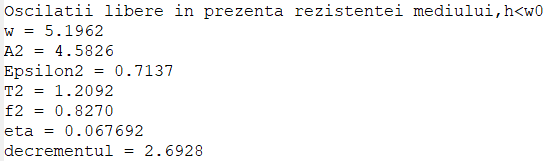 Oscilatii libere in prezenta rezistentei mediului,h<w0
w = 5.1962
A2 = 4.5826
Epsilon2 = 0.7137
T2 = 1.2092
f2 = 0.8270
eta = 0.067692
decrementul = 2.6928